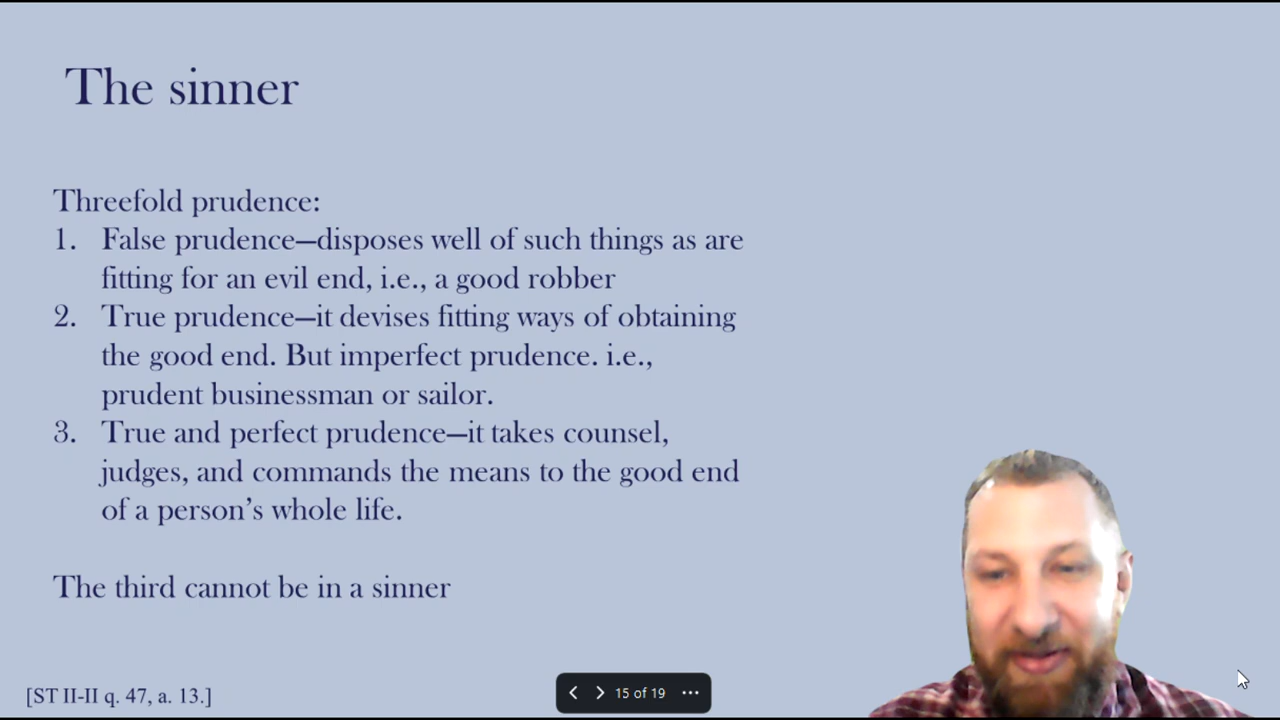 The sinner
Threefold prudence:
1. False prudence—disposes well of such things as are
fitting for an evil end, i.e., a good robber
2. True prudence—it devises fitting ways of obtaining
the good end. But imperfect prudence. i.e.,
prudent businessman or sailor.
3. True and perfect prudence—it takes counsel,
judges, and commands the means to the good end
of a person’s whole life.
The third cannot be in a sinner
[ST II-II q. 47, a. 13.]
15 of 19